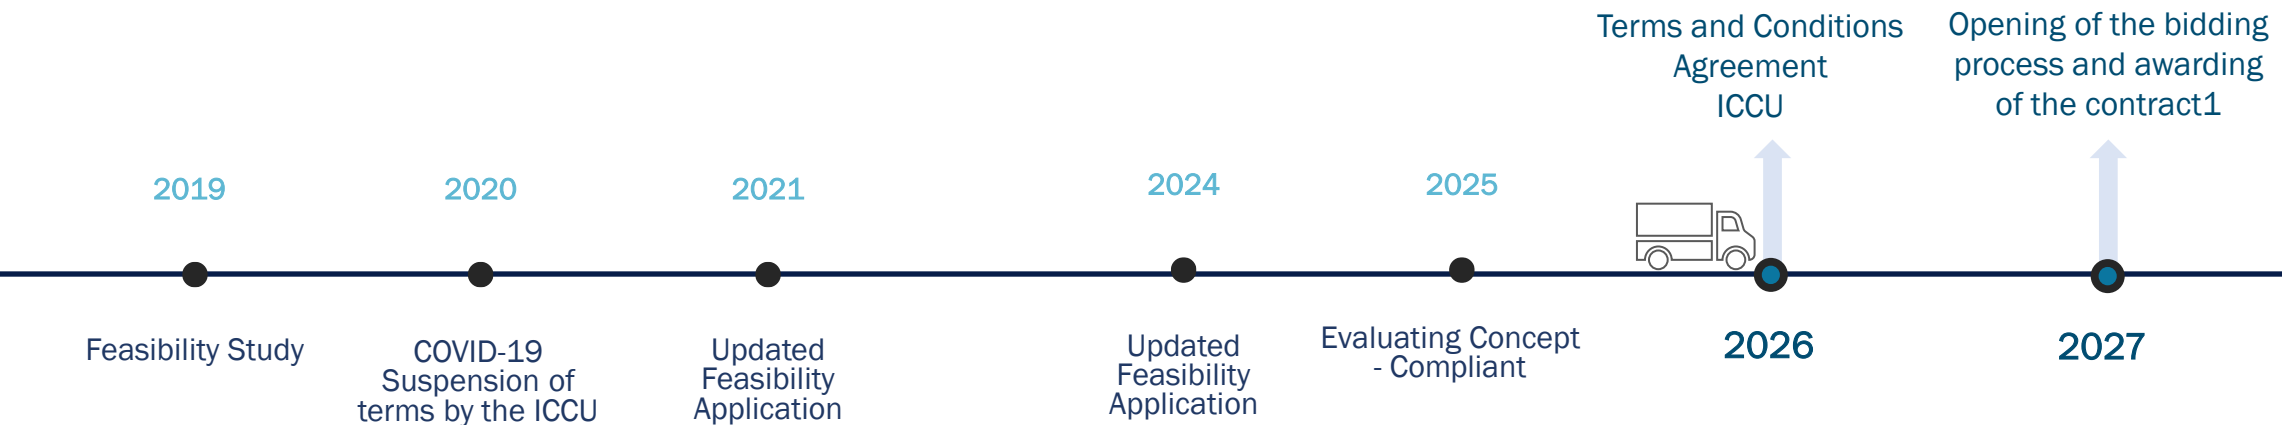 2019
Feasibility Study
2020
COVID-19
Suspension of
terms by the ICCU
2021
Updated
Feasibility
Application
2024
Updated
Feasibility
Application
2025
Evaluating Concept
- Compliant
Terms and Conditions
Agreement
ICCU
2026
Opening of the bidding
process and awarding
of the contract1
2027